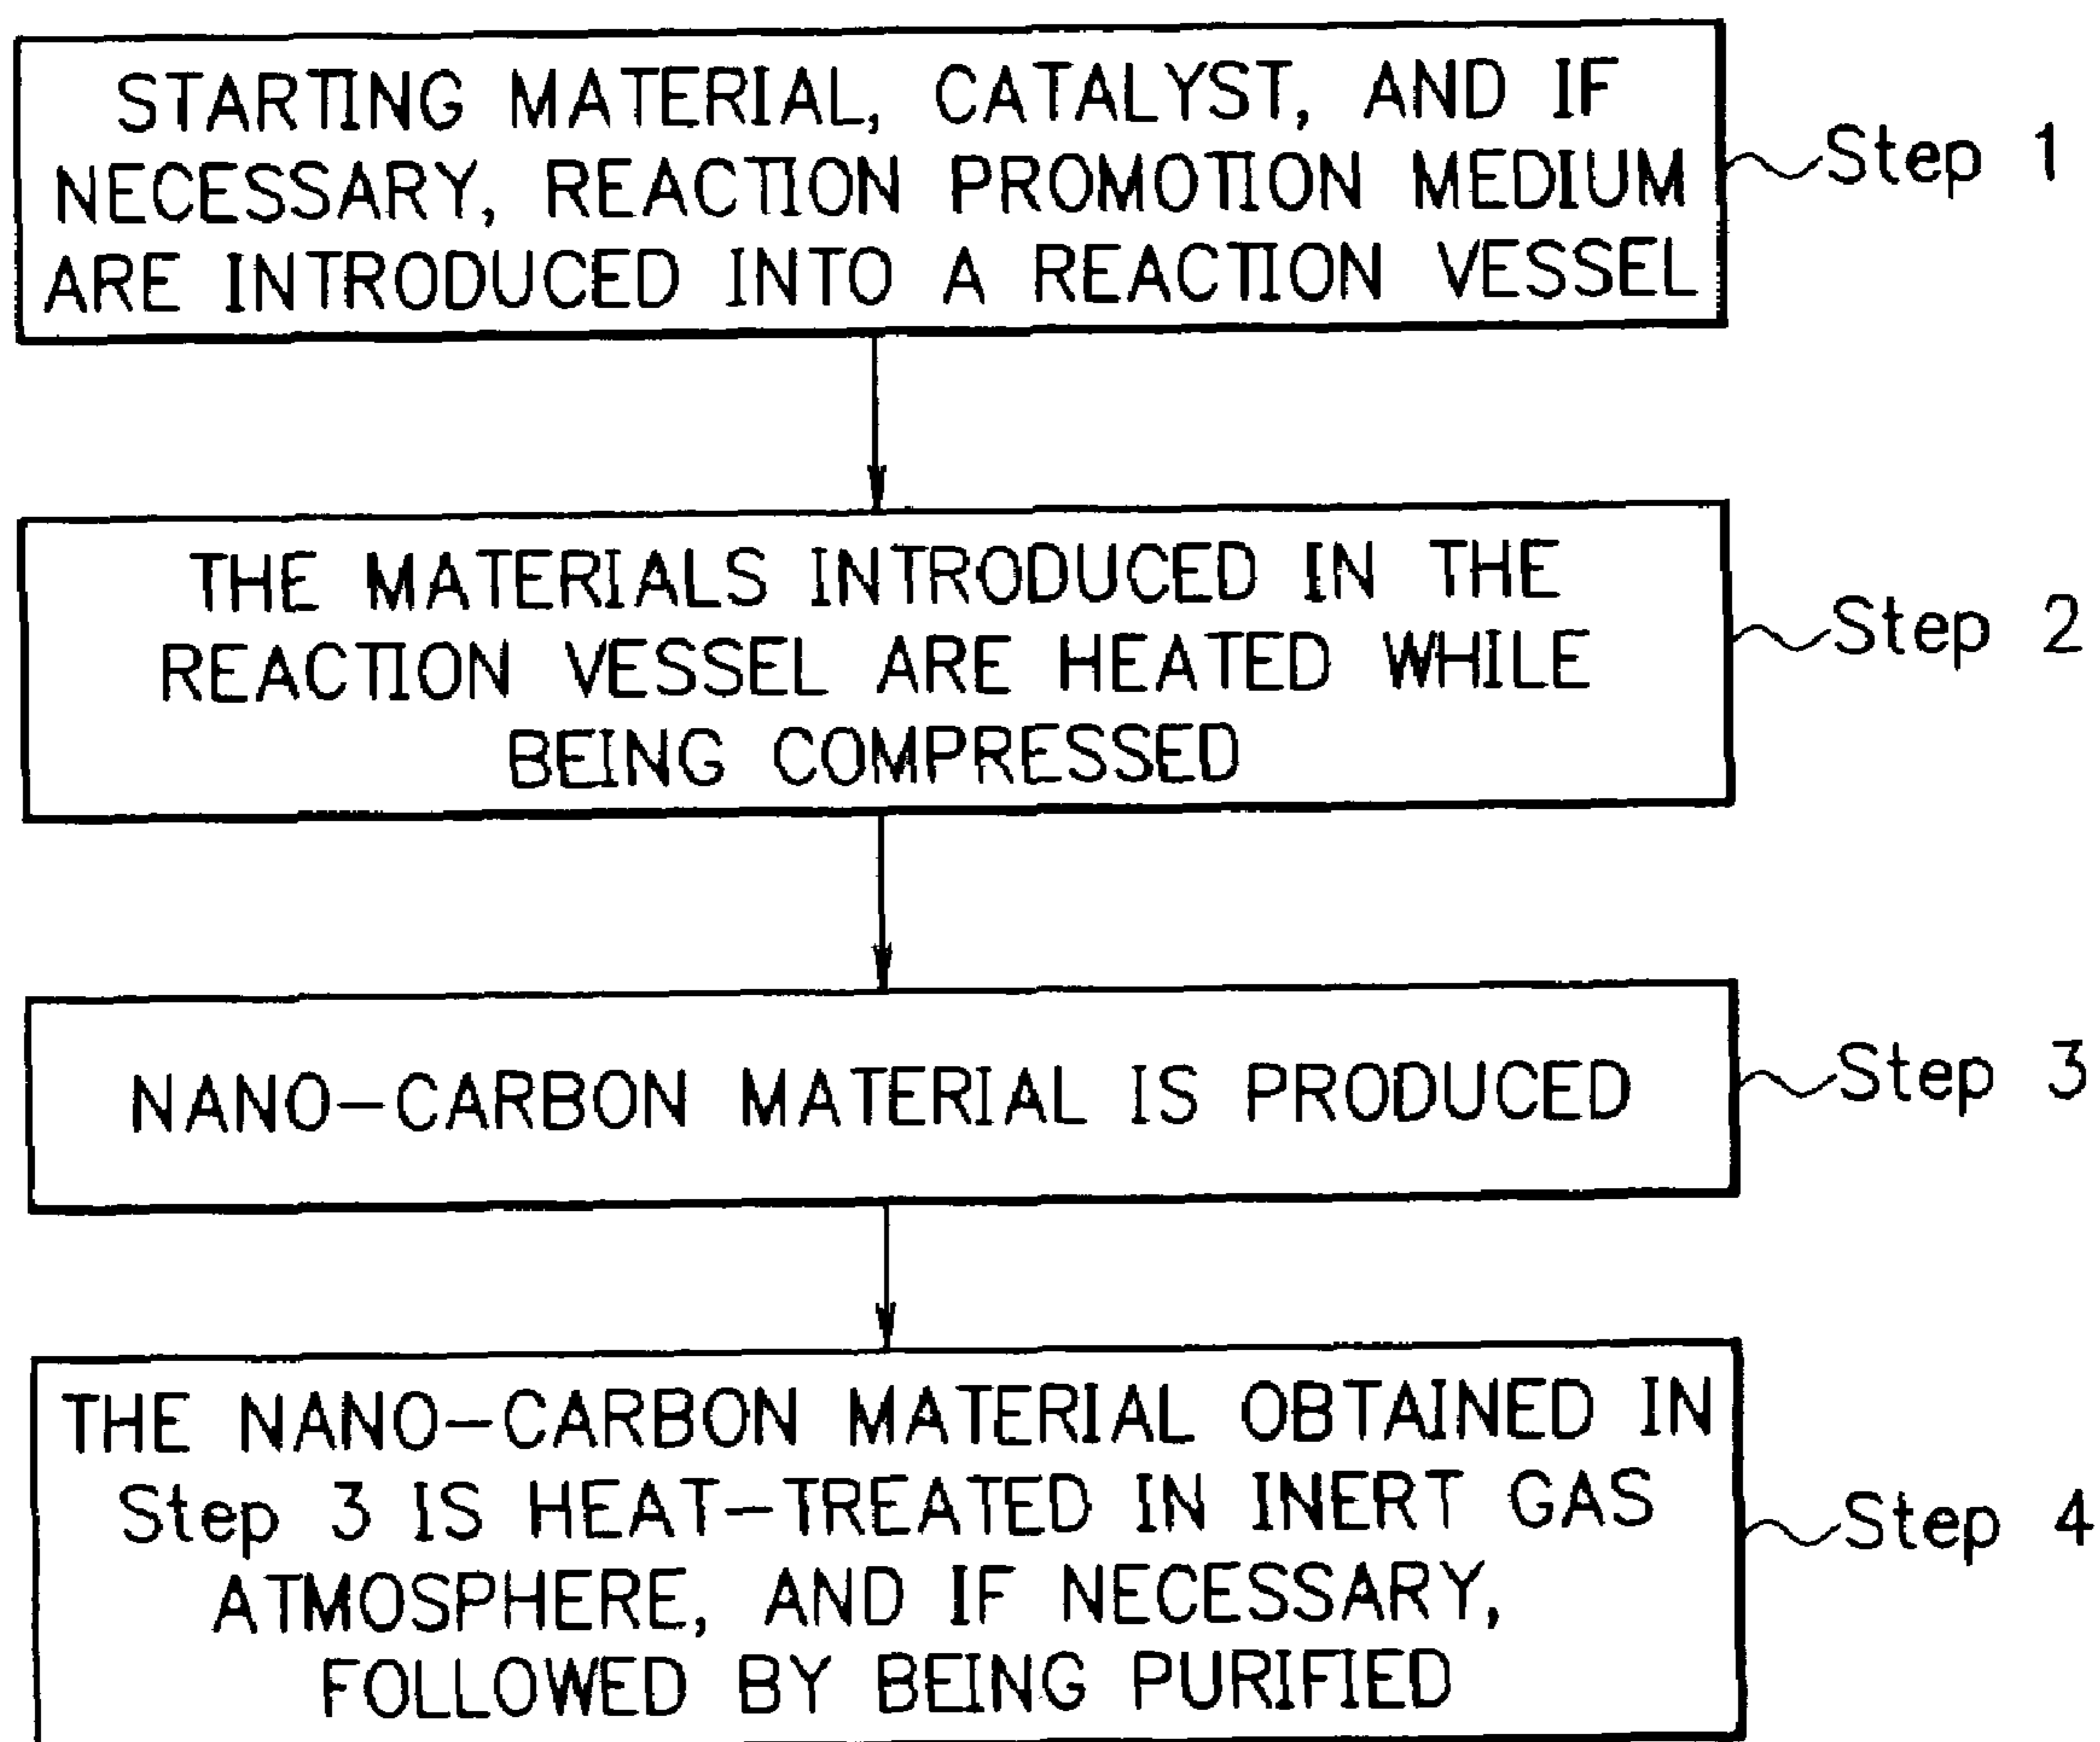 STARTING MATERIAL, CATALYST, AND IF
NECESSARY, REACTION PROMOTION MEDIUM
ARE INTRODUCED INTO A REACTION VESSEL
Step 1
THE MATERIALS INTRODUCED IN THE
REACTION VESSEL ARE HEATED WHILE
BEING COMPRESSED
Step 2
NANO-CARBON MATERIAL IS PRODUCED
Step 3
THE NANO-CARBON MATERIAL OBTAINED IN
Step 3 IS HEAT-TREATED IN INERT GAS
ATMOSPHERE, AND IF NECESSARY,
FOLLOWED BY BEING PURIFIED
Step 4